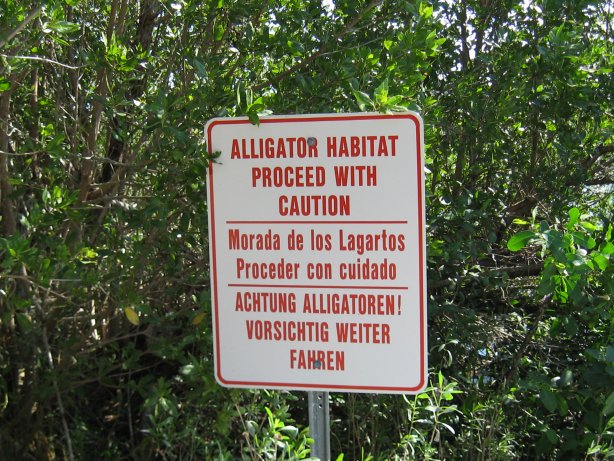 ALLIGATOR HABITAT
PROCEED WITH
CAUTION
Morada de los Lagartos
Proceder con cuidado
ACHTUNG ALLIGATOREN!
VORSICHTIG WEITER
FAHREN